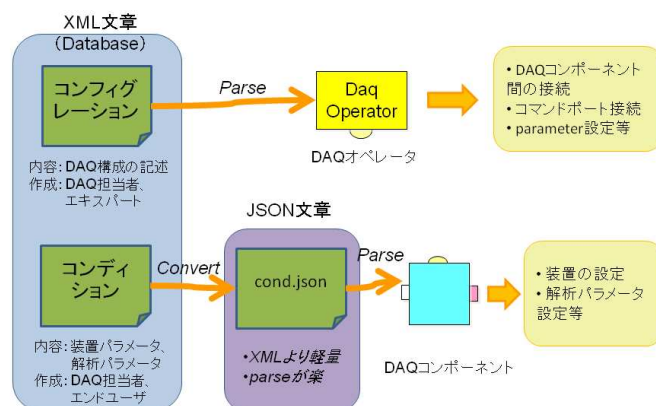 XML文章
(Database)
コンフィグ
レーション
Parse
Daq
Operator
DAQオペレータ
• DAQコンポーネント
間の接続
• コマンドポート接続
• parameter設定等
内容：DAQ構成の記述
作成：DAQ担当者、
エキスパート
JSON文章
コンディ
ション
Convert
cond.json
Parse
DAQコンポーネント
• 装置の設定
• 解析パラメータ
設定等
内容：装置パラメータ、
解析パラメータ
作成：DAQ担当者、
エンドユーザ
•XMLより軽量
•parseが楽